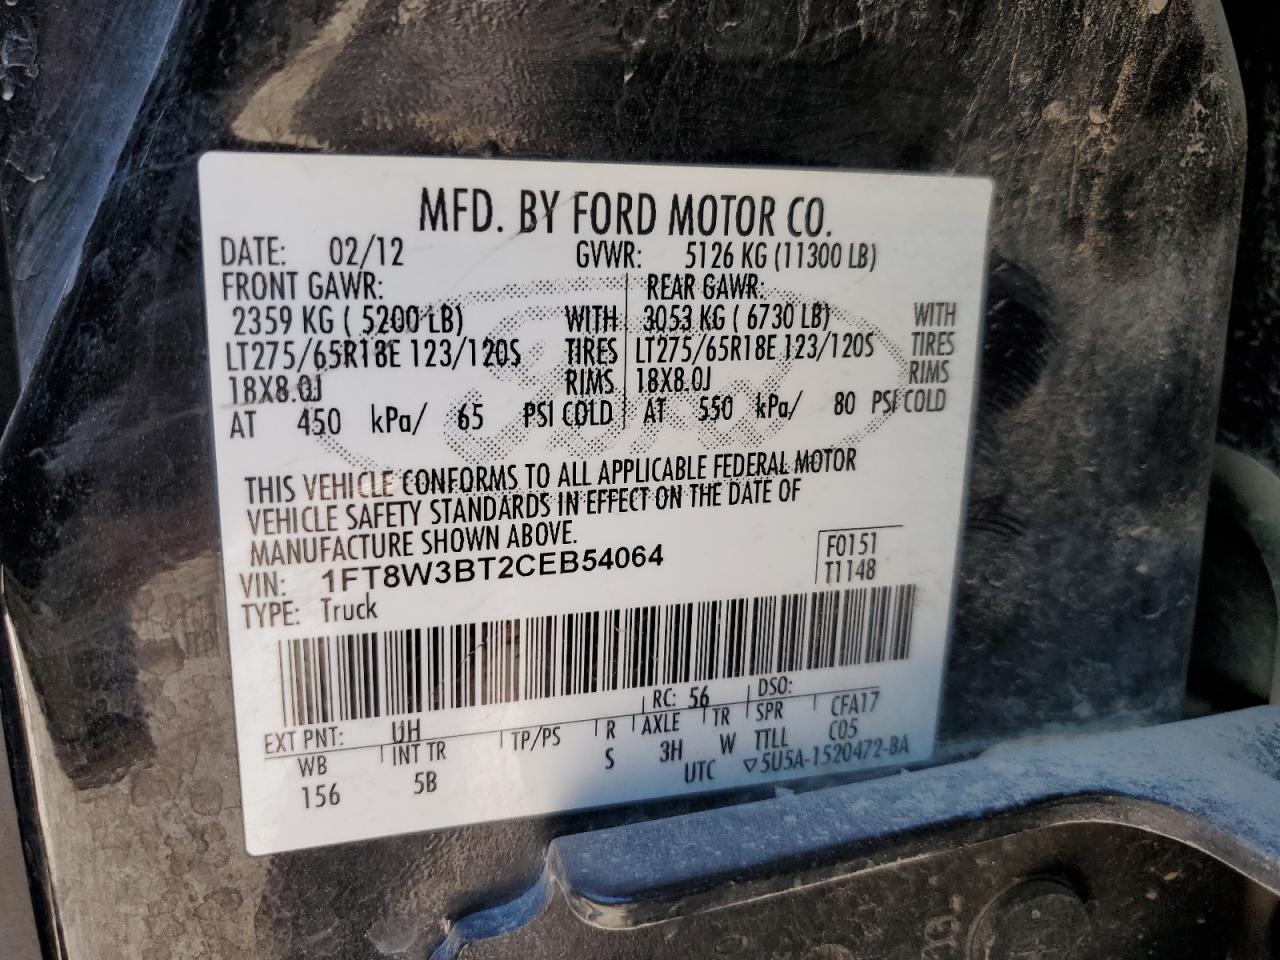 MFD. BY FORD MOTOR CO.
DATE: 02/12 GVWR: 5126 KG (11300 LB)
FRONT GAWR: REAR GAWR:
2359 KG ( 5200 LB) WITH 3053 KG ( 6730 LB) WITH
LT275/65R18E 123/120S TIRES LT275/65R18E 123/120S TIRES
18X8.0J RIMS 18X8.0J RIMS
AT 450 kPa/ 65 PSI COLD AT 550 kPa/ 80 PSI COLD
THIS VEHICLE CONFORMS TO ALL APPLICABLE FEDERAL MOTOR
VEHICLE SAFETY STANDARDS IN EFFECT ON THE DATE OF
MANUFACTURE SHOWN ABOVE.
VIN: 1FT8W3BT2CEB54064 F0151
TYPE: Truck T1148
EXT PNT: UH RC: 56 DSO:
WB INT TR TP/PS R AXLE TR SPR CFA17
156 5B S 3H W TTLL C05
UTC ▽5U5A-1520472-BA